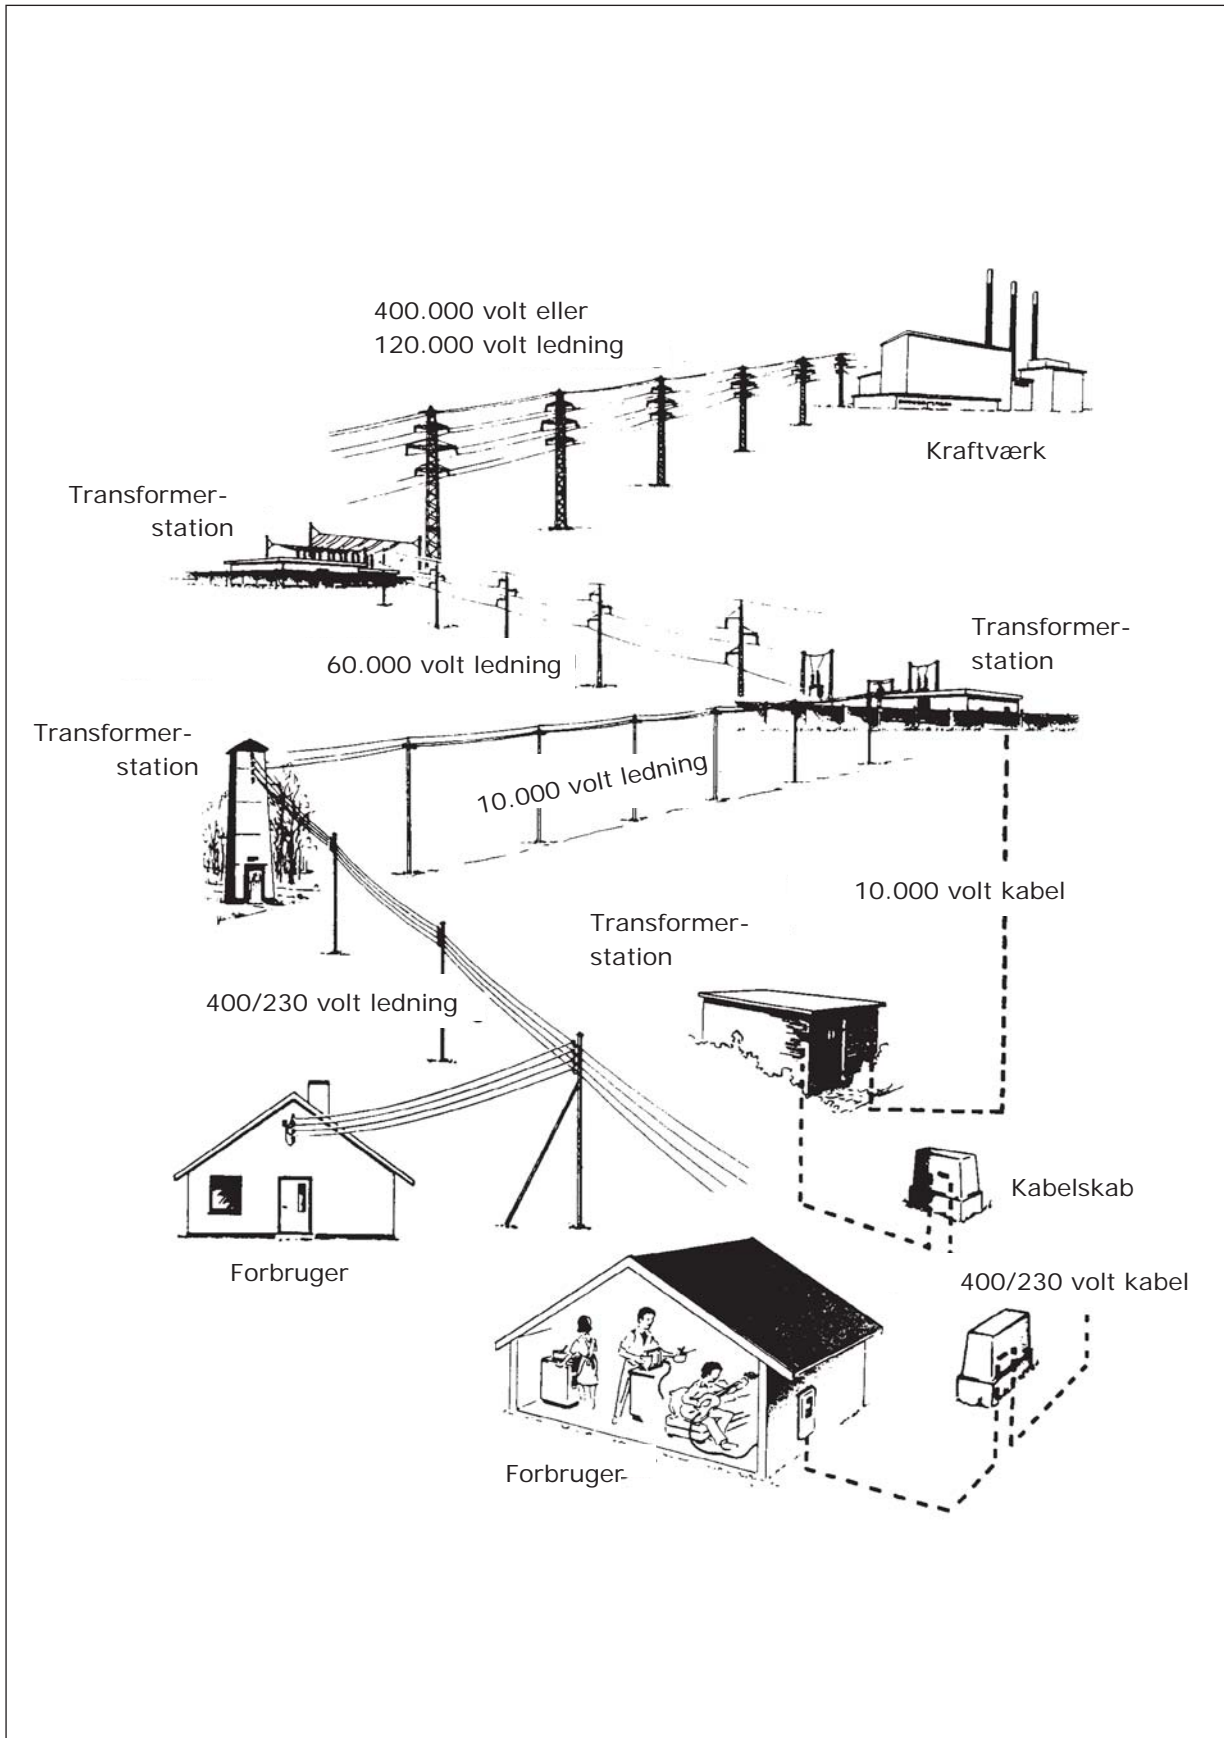 400.000 volt eller
120.000 volt ledning
Kraftværk
Transformer-
station
60.000 volt ledning
Transformer-
station
Transformer-
station
10.000 volt ledning
10.000 volt kabel
Transformer-
station
400/230 volt ledning
Kabelskab
Forbruger
400/230 volt kabel
Forbruger-